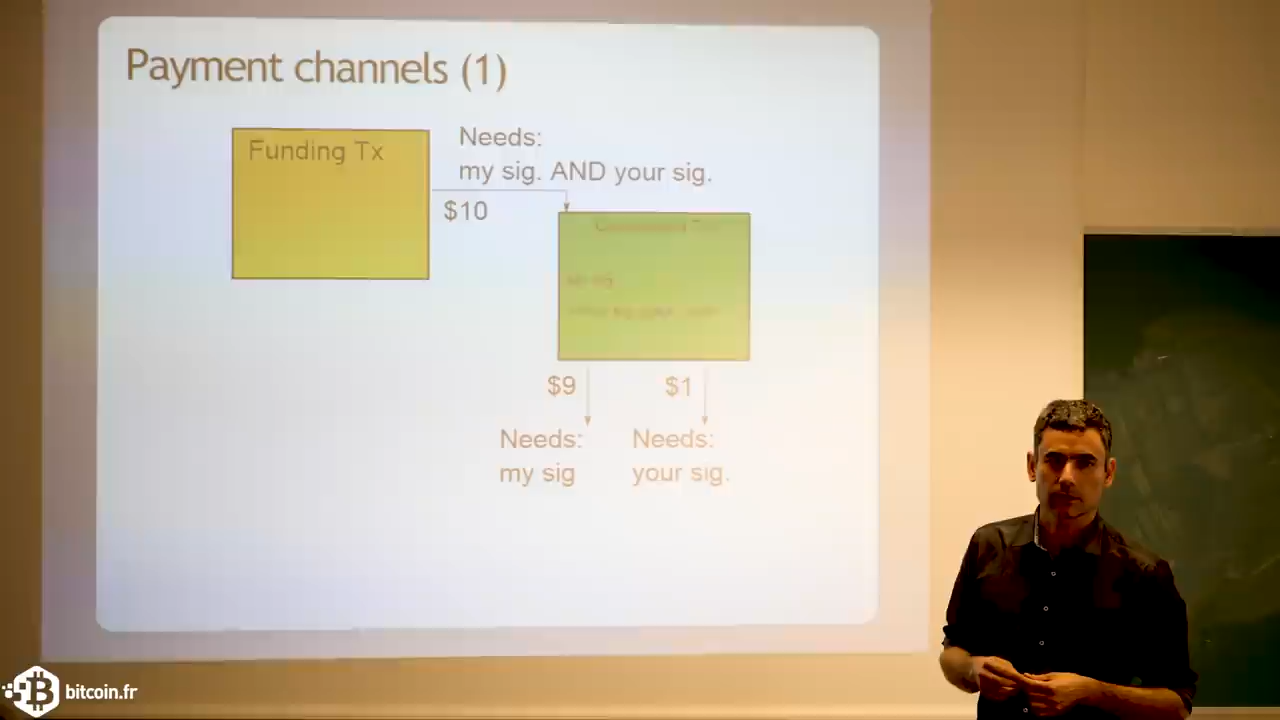 Payment channels (1)
Funding Tx
Needs:
my sig. AND your sig.
$10
$9
$1
Needs:
my sig
Needs:
your sig.
bitcoin.fr